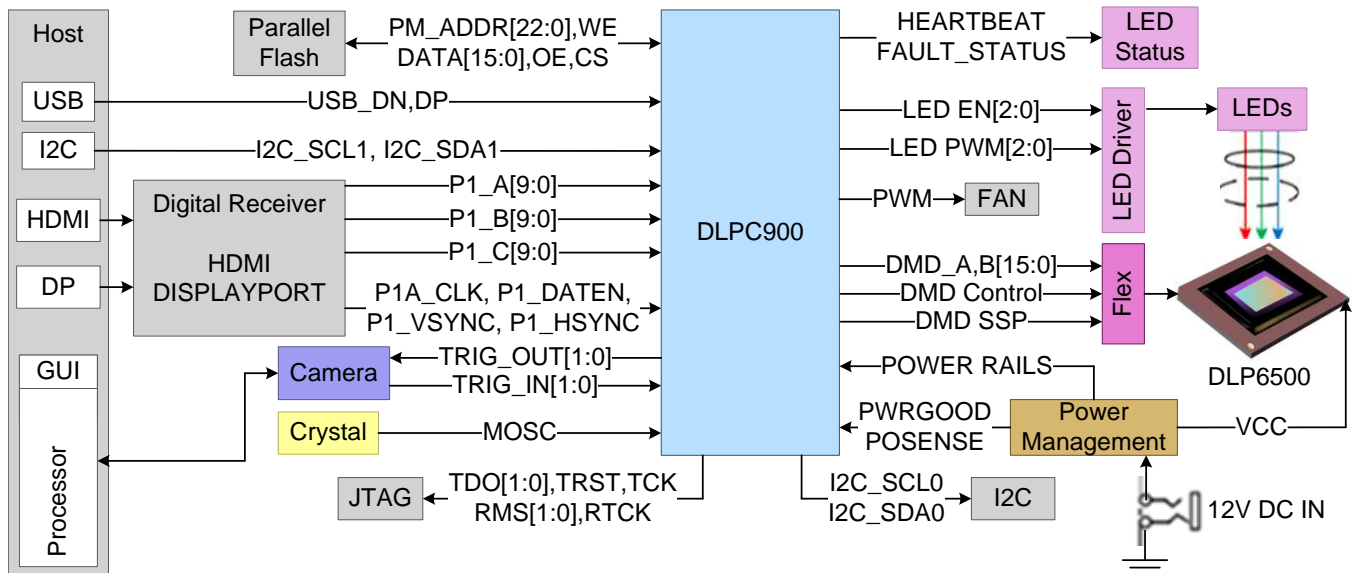 Host
USB
I2C
HDMI
DP
GUI
Processor
Parallel
Flash
PM_ADDR[22:0],WE
DATA[15:0],OE,CS
USB_DN,DP
I2C_SCL1, I2C_SDA1
Digital Receiver
HDMI
DISPLAYPORT
P1_A[9:0]
P1_B[9:0]
P1_C[9:0]
P1A_CLK, P1_DATEN,
P1_VSYNC, P1_HSYNC
Camera
TRIG_OUT[1:0]
TRIG_IN[1:0]
Crystal
MOSC
JTAG
TDO[1:0],TRST,TCK
RMS[1:0],RTCK
DLPC900
HEARTBEAT
FAULT_STATUS
LED
Status
LED EN[2:0]
LED PWM[2:0]
LED Driver
LEDs
PWM
FAN
DMD_A,B[15:0]
DMD Control
DMD SSP
Flex
DLP6500
POWER RAILS
PWRGOOD
POSENSE
Power
Management
VCC
I2C_SCL0
I2C_SDA0
I2C
12V DC IN